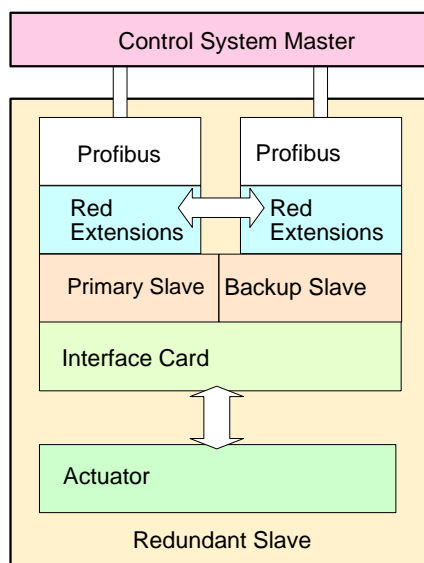 Control System Master
Profibus
Profibus
Red
Extensions
Red
Extensions
Primary Slave
Backup Slave
Interface Card
Actuator
Redundant Slave